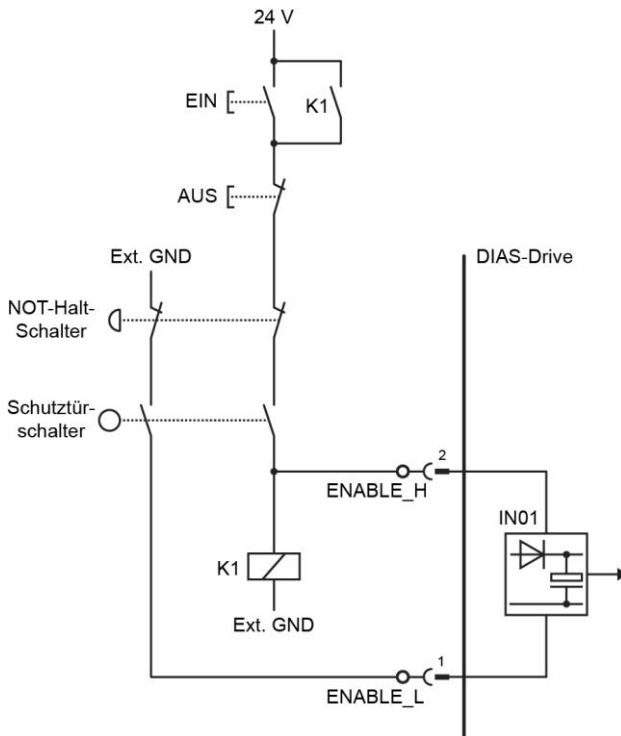 24 V
EIN
K1
AUS
Ext. GND
DIAS-Drive
NOT-Halt-
Schalter
Schutztür-
schalter
2
ENABLE_H
IN01
K1
Ext. GND
1
ENABLE_L